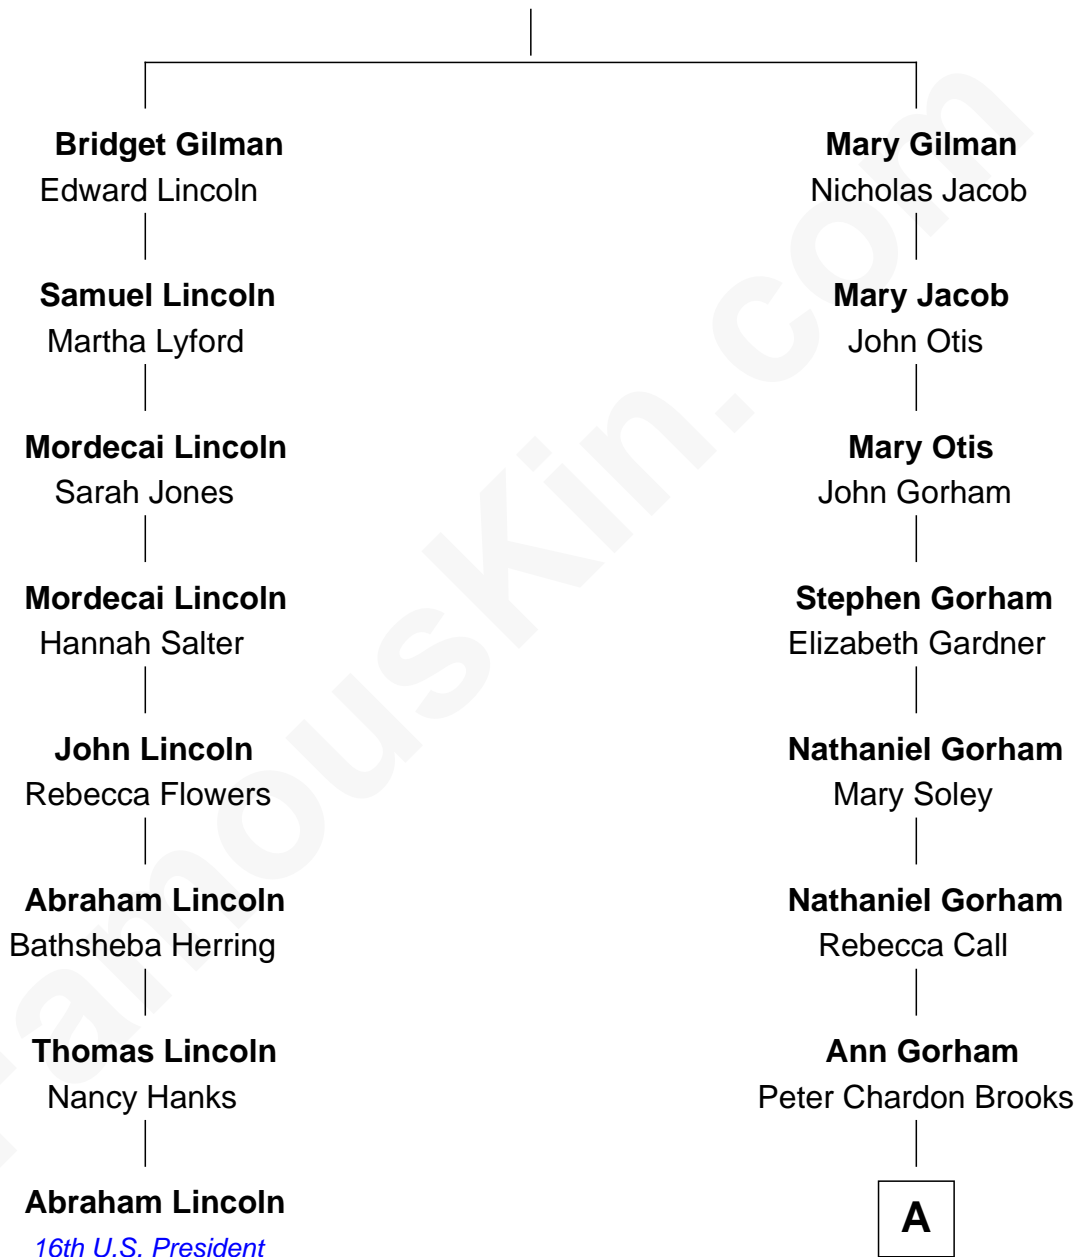 Bridget Gilman
Edward Lincoln
Samuel Lincoln
Martha Lyford
Mordecai Lincoln
Sarah Jones
Mordecai Lincoln
Hannah Salter
John Lincoln
Rebecca Flowers
Abraham Lincoln
Bathsheba Herring
Thomas Lincoln
Nancy Hanks
Abraham Lincoln
16th U.S. President
Mary Gilman
Nicholas Jacob
Mary Jacob
John Otis
Mary Otis
John Gorham
Stephen Gorham
Elizabeth Gardner
Nathaniel Gorham
Mary Soley
Nathaniel Gorham
Rebecca Call
Ann Gorham
Peter Chardon Brooks
A
FamousKin.com